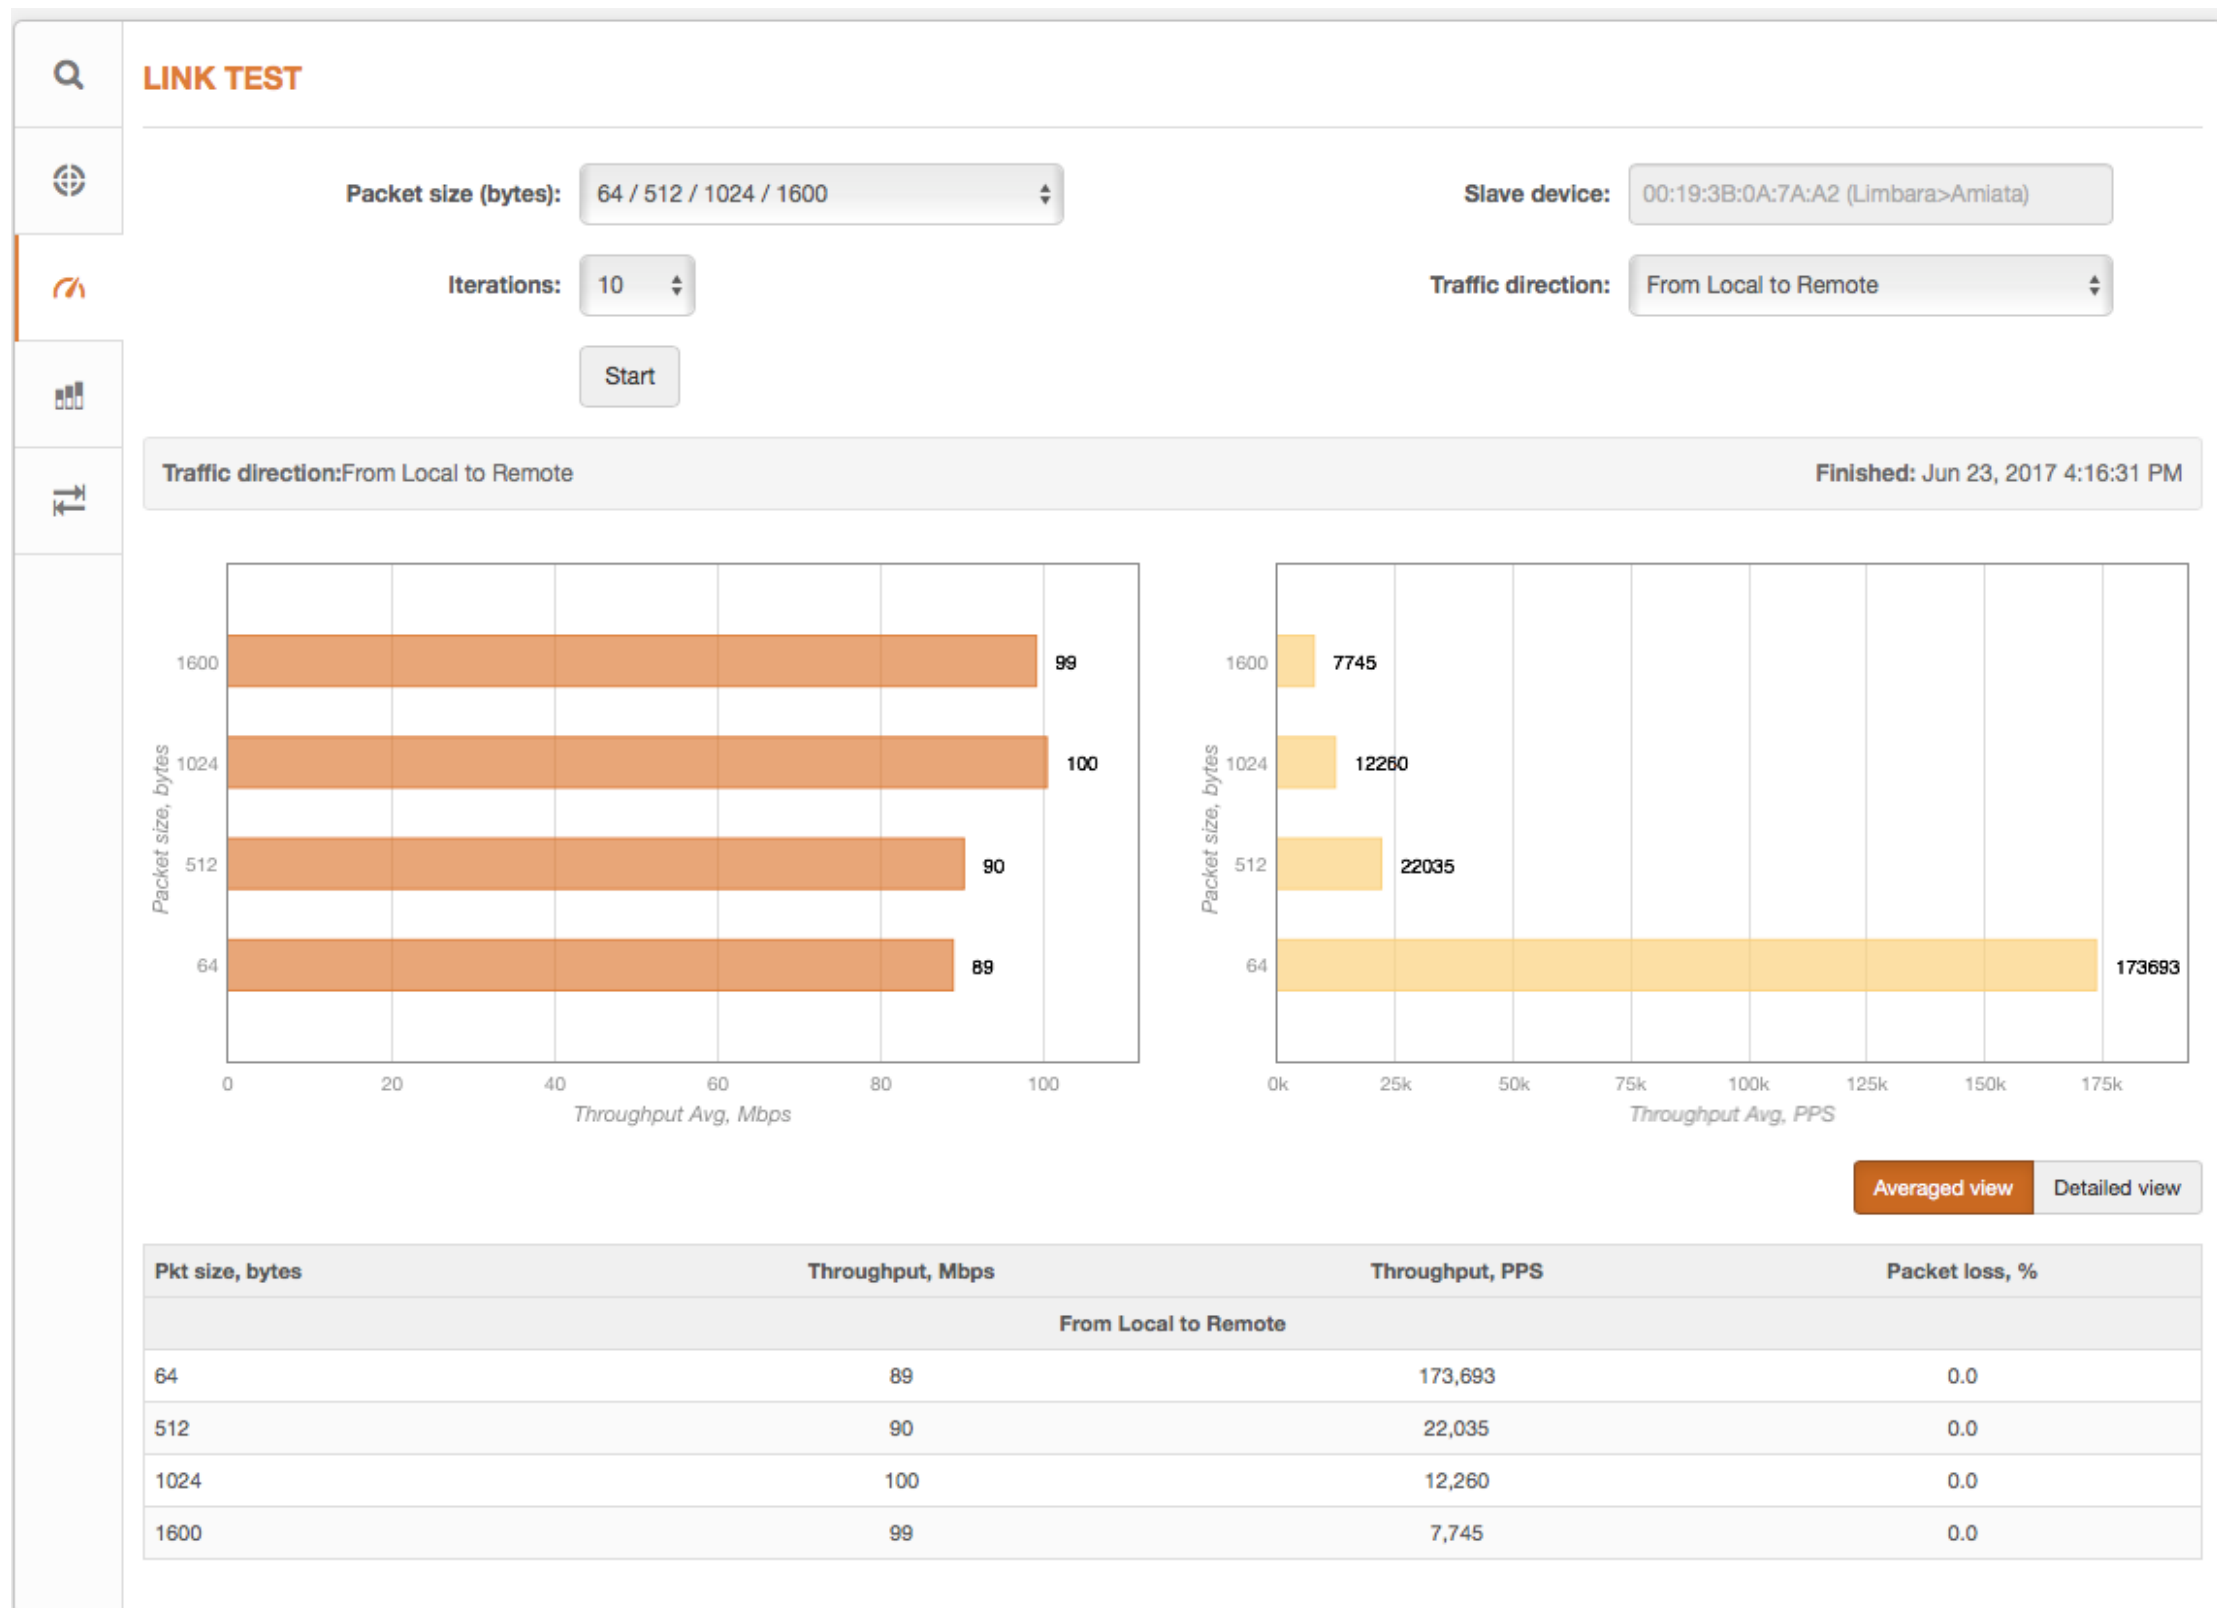 LINK TEST
Packet size (bytes): 64 / 512 / 1024 / 1600
Slave device: 00:19:3B:0A:7A:A2 (Limbara>Amiata)
Iterations: 10
Traffic direction: From Local to Remote
Start
Traffic direction:From Local to Remote
Finished: Jun 23, 2017 4:16:31 PM
Packet size, bytes
1600 99
1024 100
512 90
64 89
0 20 40 60 80 100
Throughput Avg, Mbps
Packet size, bytes
1600 7745
1024 12260
512 22035
64 173693
0k 25k 50k 75k 100k 125k 150k 175k
Throughput Avg, PPS
Averaged view Detailed view
Pkt size, bytes Throughput, Mbps Throughput, PPS Packet loss, %
From Local to Remote
64 89 173,693 0.0
512 90 22,035 0.0
1024 100 12,260 0.0
1600 99 7,745 0.0